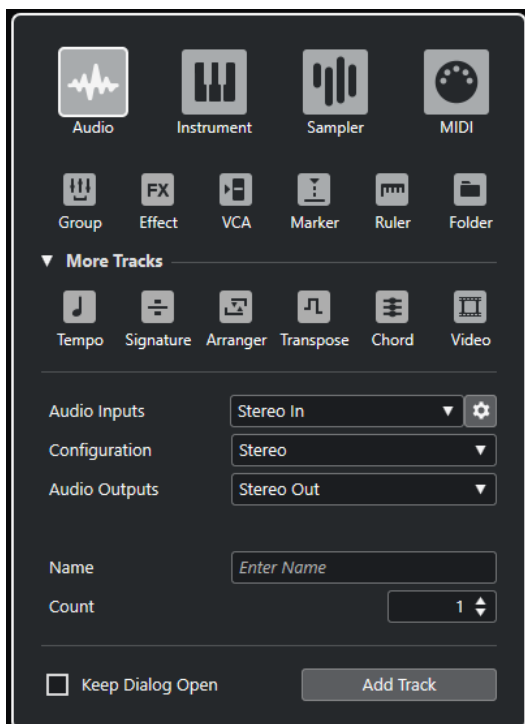 Audio Instrument Sampler MIDI
FX
Group Effect VCA Marker Ruler Folder
More Tracks
Tempo Signature Arranger Transpose Chord Video
Audio Inputs Stereo In
Configuration Stereo
Audio Outputs Stereo Out
Name Enter Name
Count 1
Keep Dialog Open Add Track